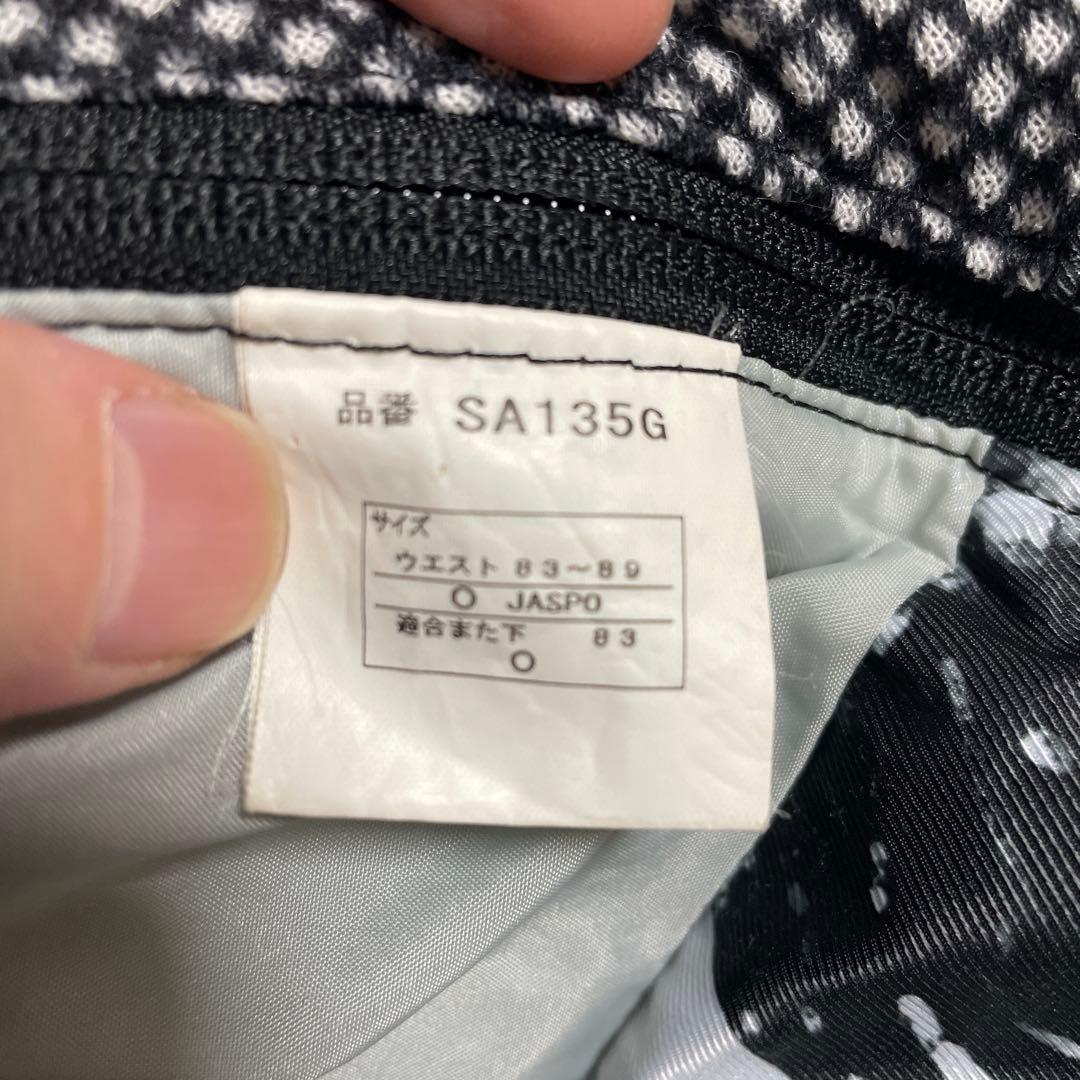 品番 SA135G
サイズ
ウエスト 83〜89
O JASPO
適合また下 83
O